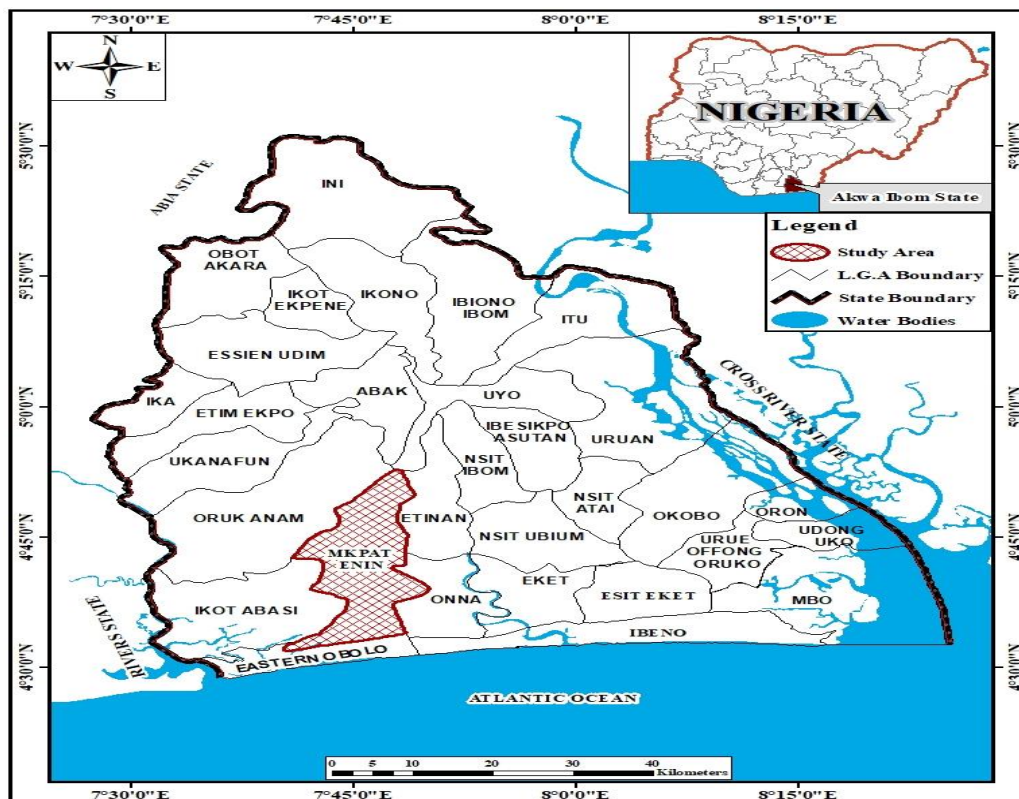 7°30'0"E
7°45'0"E
8°0'0"E
8°15'0"E
N
W
E
S
NIGERIA
Akwa Ibom State
Legend
Study Area
L.G.A Boundary
State Boundary
Water Bodies
5°30'0"N
5°30'0"N
5°15'0"N
5°15'0"N
5°0'0"N
5°0'0"N
4°45'0"N
4°45'0"N
4°30'0"N
4°30'0"N
ABIA STATE
INI
OBOT
AKARA
IKOT
EKPENE
IKONO
IBIONO
IBOM
ITU
ESSIEN UDIM
IKA
ETIM EKPO
ABAK
UYO
CROSS RIVER STATE
IBESIKPO
ASUTAN
URUAN
UKANAFUN
NSIT
IBOM
NSIT
ATAI
ORUK ANAM
ETINAN
OKOBO
ORON
NSIT UBIUM
UDONG
UKO
URUE
OFFONG
ORUKO
MKPAT
ENIN
EKET
ESIT EKET
ONNA
MBO
IKOT ABASI
RIVERS STATE
IBENO
EASTERN OBOLO
ATLANTIC OCEAN
0
5
10
20
30
40
Kilometers
7°30'0"E
7°45'0"E
8°0'0"E
8°15'0"E